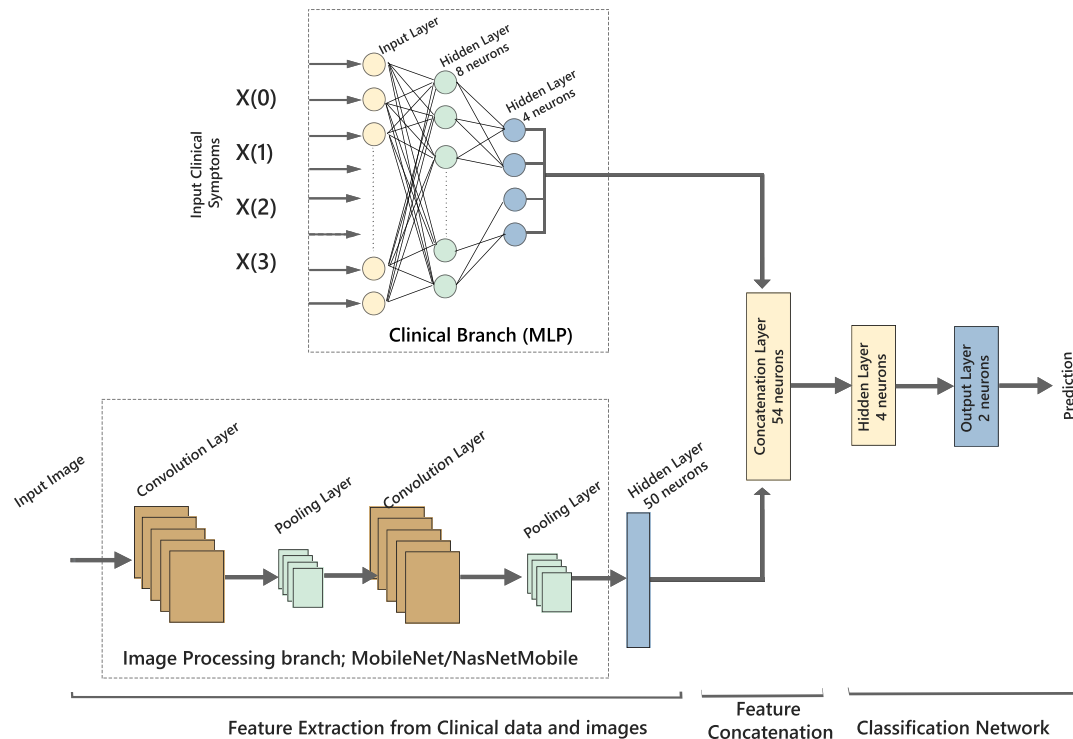 Input Layer
Hidden Layer
8 neurons
Hidden Layer
4 neurons
Input Clinical
Symptoms
X(0)
X(1)
X(2)
X(3)
Clinical Branch (MLP)
Concatenation Layer
54 neurons
Hidden Layer
4 neurons
Output Layer
2 neurons
Prediction
Input Image
Convolution Layer
Pooling Layer
Convolution Layer
Pooling Layer
Hidden Layer
50 neurons
Image Processing branch; MobileNet/NasNetMobile
Feature Extraction from Clinical data and images
Feature
Concatenation
Classification Network